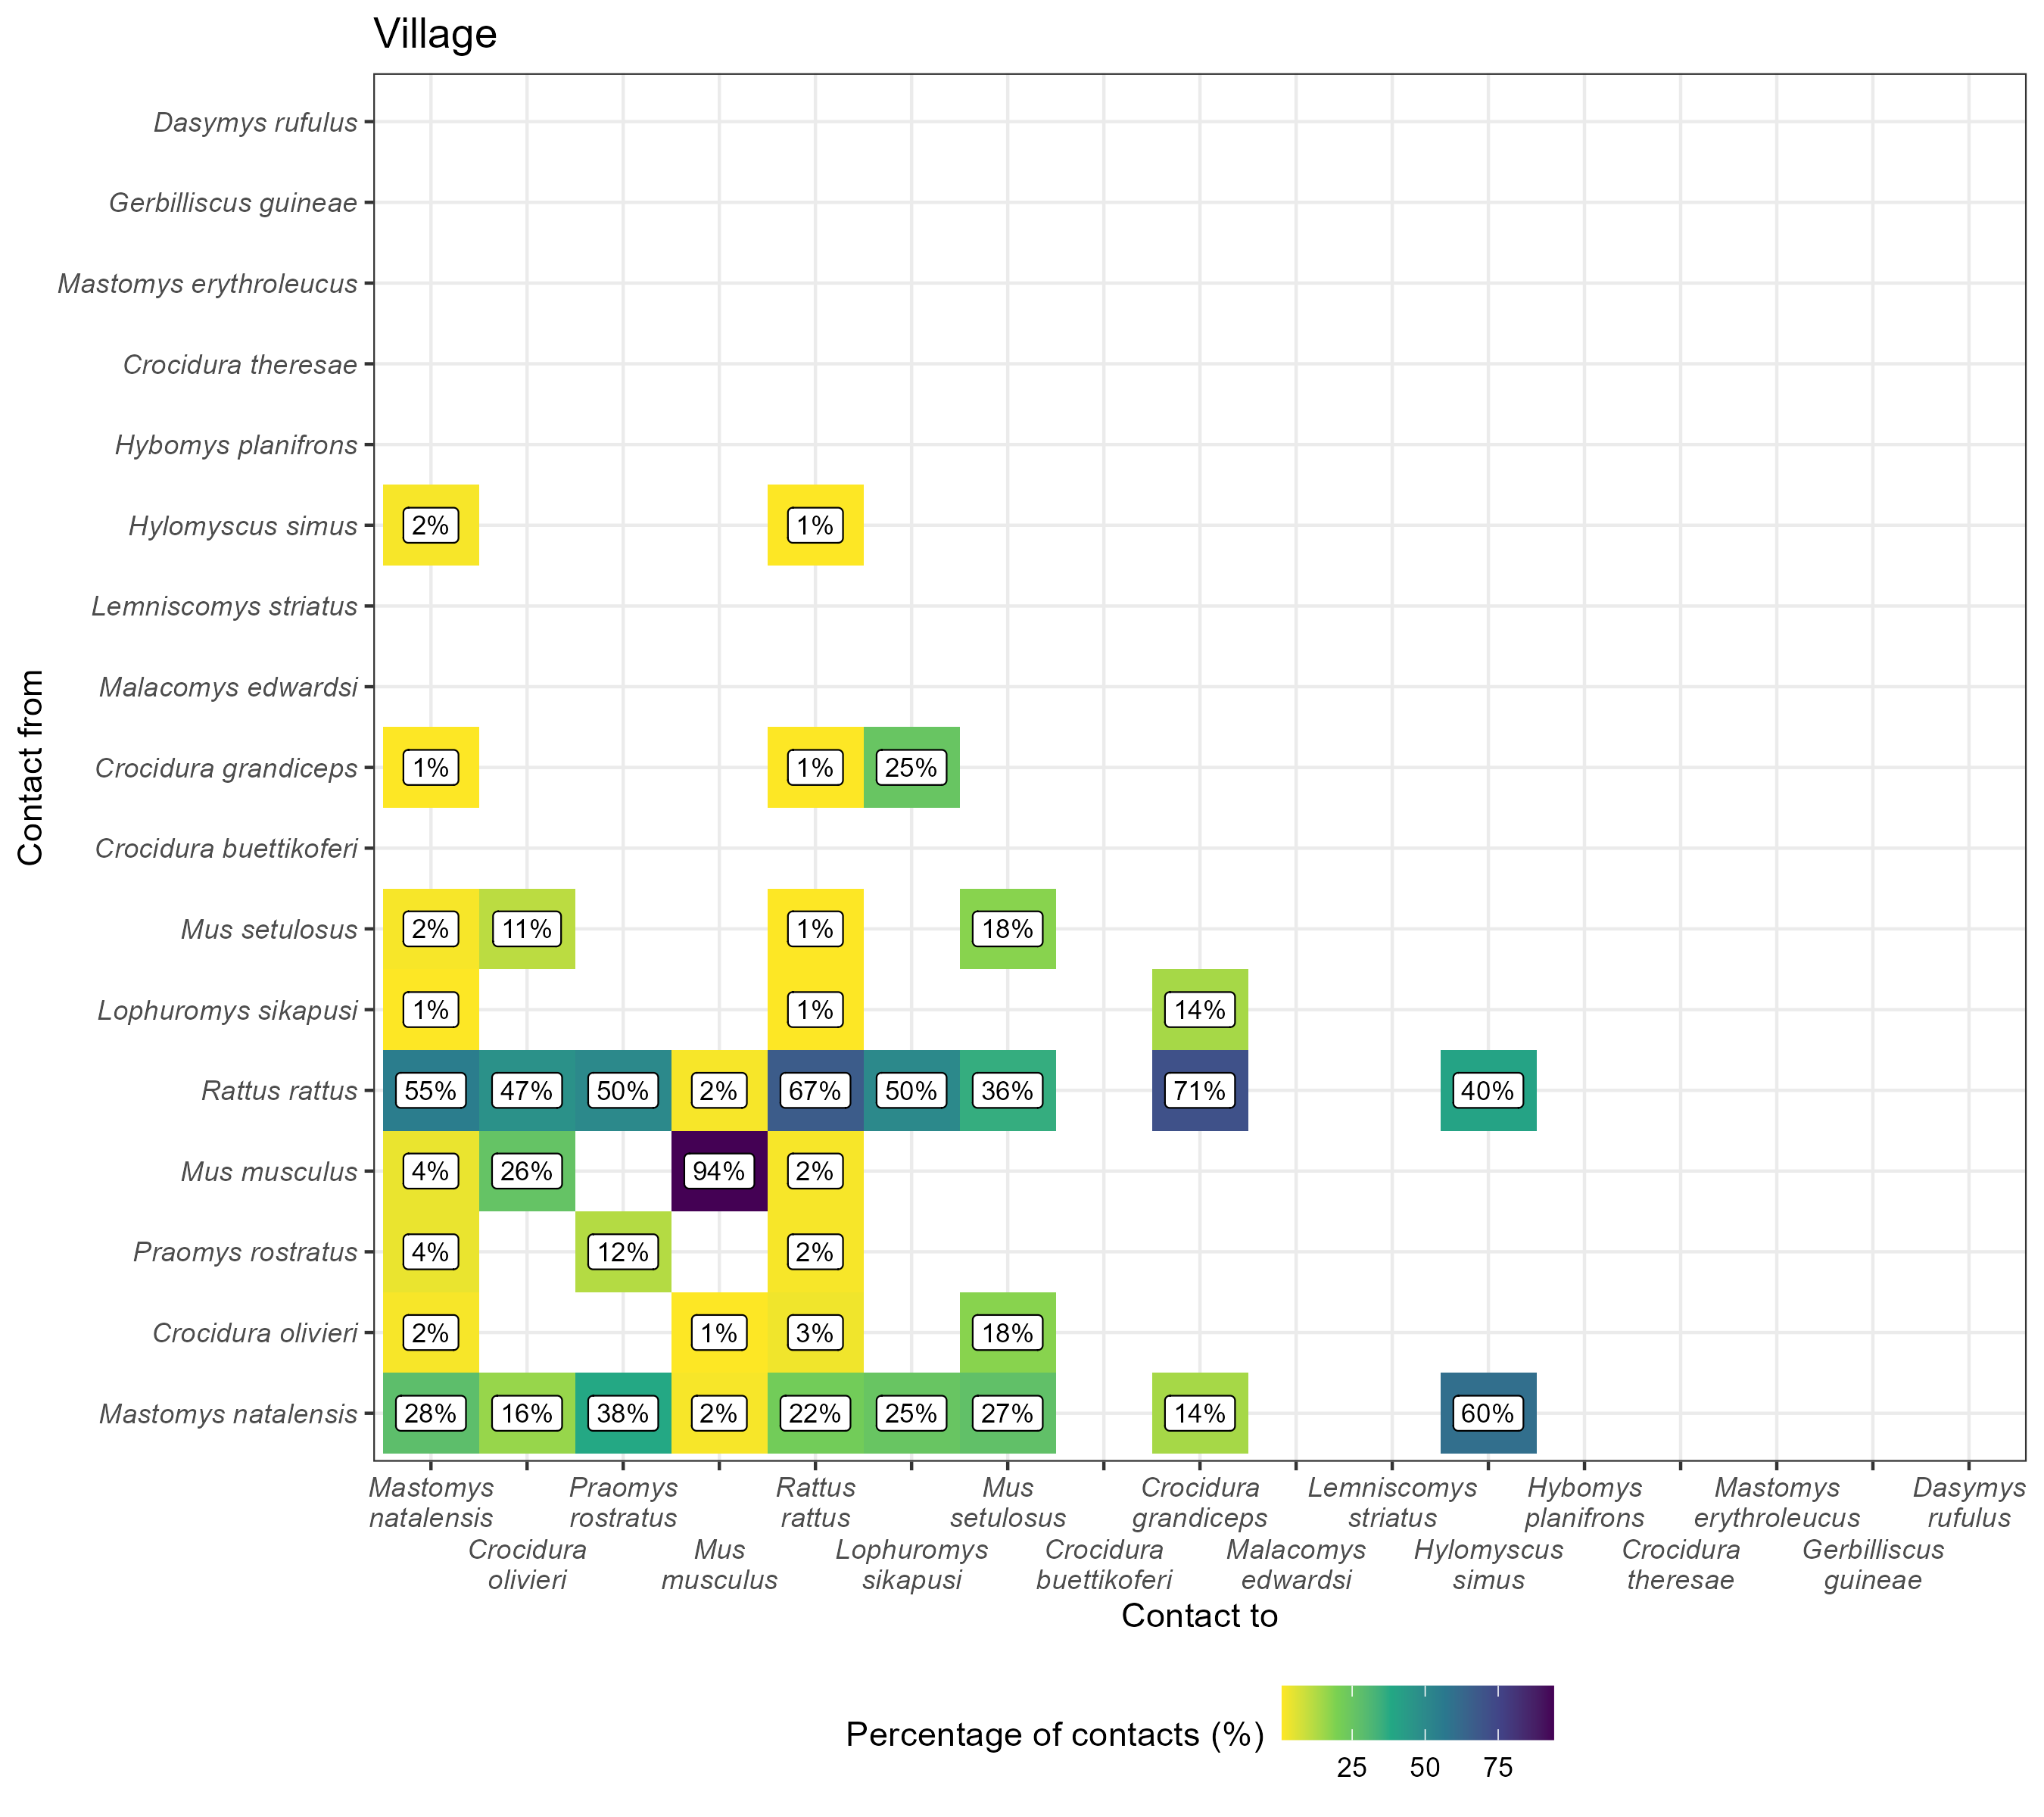 Village
Contact from
Dasymys rufulus
Gerbilliscus guineae
Mastomys erythroleucus
Crocidura theresae
Hybomys planifrons
Hylomyscus simus 2% 1%
Lemniscomys striatus
Malacomys edwardsi
Crocidura grandiceps 1% 1% 25%
Crocidura buettikoferi
Mus setulosus 2% 11% 1% 18%
Lophuromys sikapusi 1% 1% 14%
Rattus rattus 55% 47% 50% 2% 67% 50% 36% 71% 40%
Mus musculus 4% 26% 94% 2%
Praomys rostratus 4% 12% 2%
Crocidura olivieri 2% 1% 3% 18%
Mastomys natalensis 28% 16% 38% 2% 22% 25% 27% 14% 60%
Mastomys Praomys Rattus Mus Crocidura Lemniscomys Hybomys Mastomys Dasymys
natalensis rostratus rattus setulosus grandiceps striatus planifrons erythroleucus rufulus
Crocidura Mus Lophuromys Crocidura Malacomys Hylomyscus Crocidura Gerbilliscus
olivieri musculus sikapusi buettikoferi edwardsi simus theresae guineae
Contact to
Percentage of contacts (%)
25 50 75